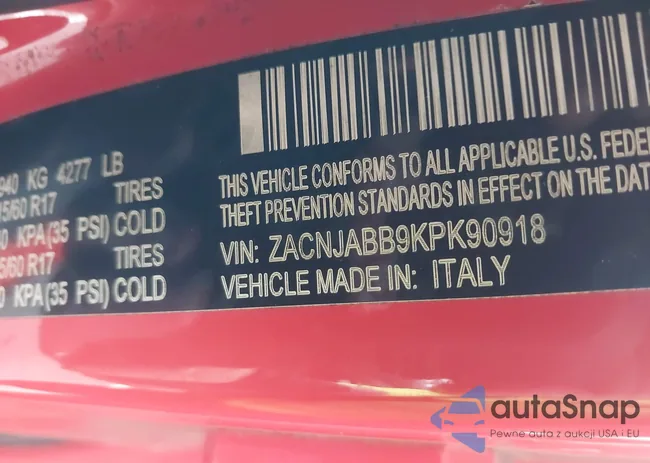 940 KG 4277 LB
5/60 R17 TIRES
0 KPA(35 PSI) COLD
5/60 R17 TIRES
0 KPA(35 PSI) COLD
THIS VEHICLE CONFORMS TO ALL APPLICABLE U.S. FEDE
THEFT PREVENTION STANDARDS IN EFFECT ON THE DAT
VIN: ZACNJABB9KPK90918
VEHICLE MADE IN: ITALY
autaSnap
Pewne auta z aukcji USA i EU